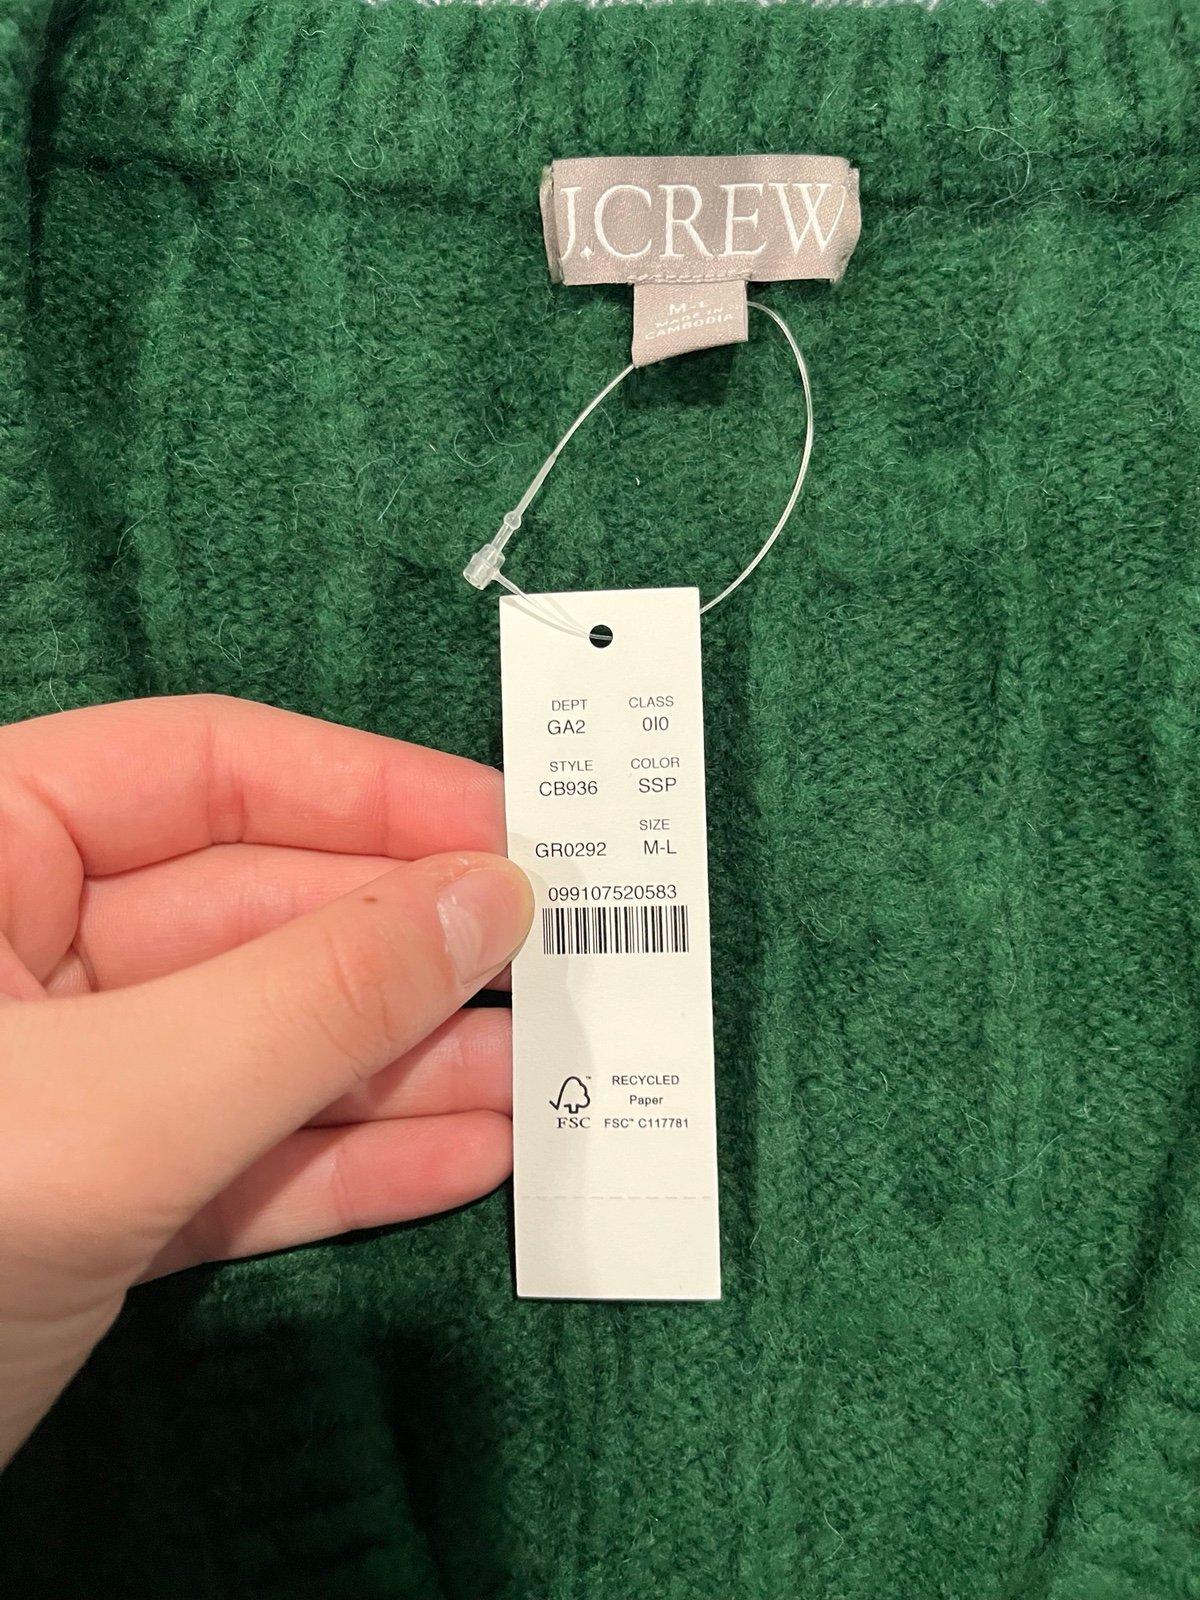 J.CREW
M-L
MADE IN
CAMBODIA
DEPT CLASS
GA2 010
STYLE COLOR
CB936 SSP
SIZE
GR0292 M-L
099107520583
RECYCLED
Paper
FSC FSC™ C117781